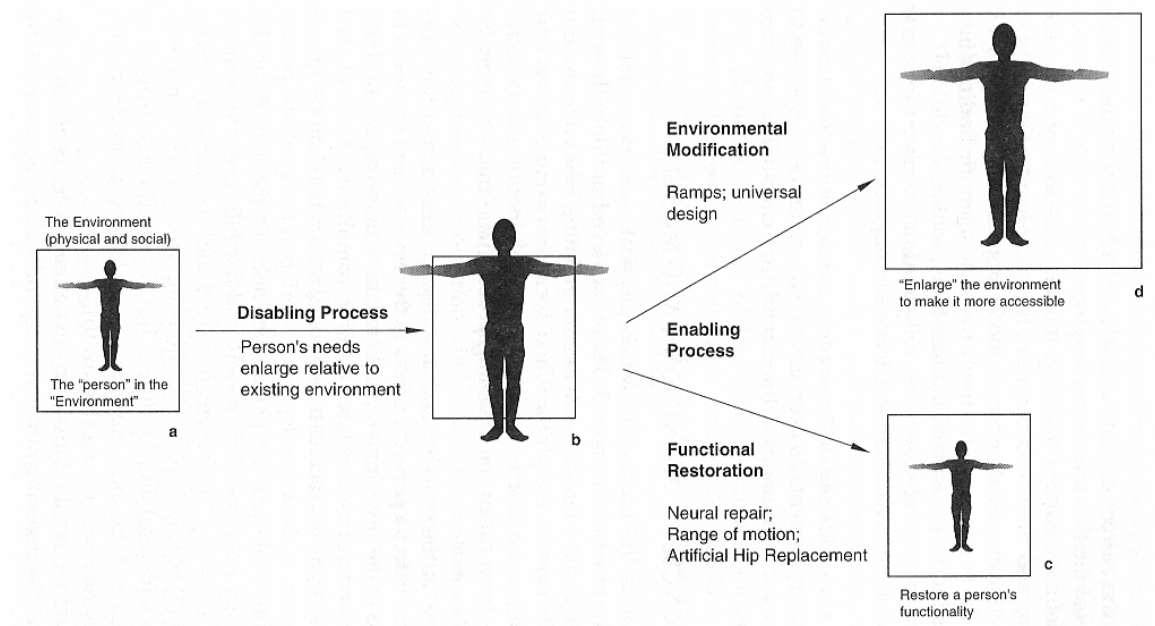 The Environment
(physical and social)
The “person” in the
“Environment”
a
Disabling Process
Person's needs
enlarge relative to
existing environment
b
Environmental
Modification
Ramps; universal
design
Enabling
Process
Functional
Restoration
Neural repair;
Range of motion;
Artificial Hip Replacement
“Enlarge” the environment
to make it more accessible
d
c
Restore a person's
functionality